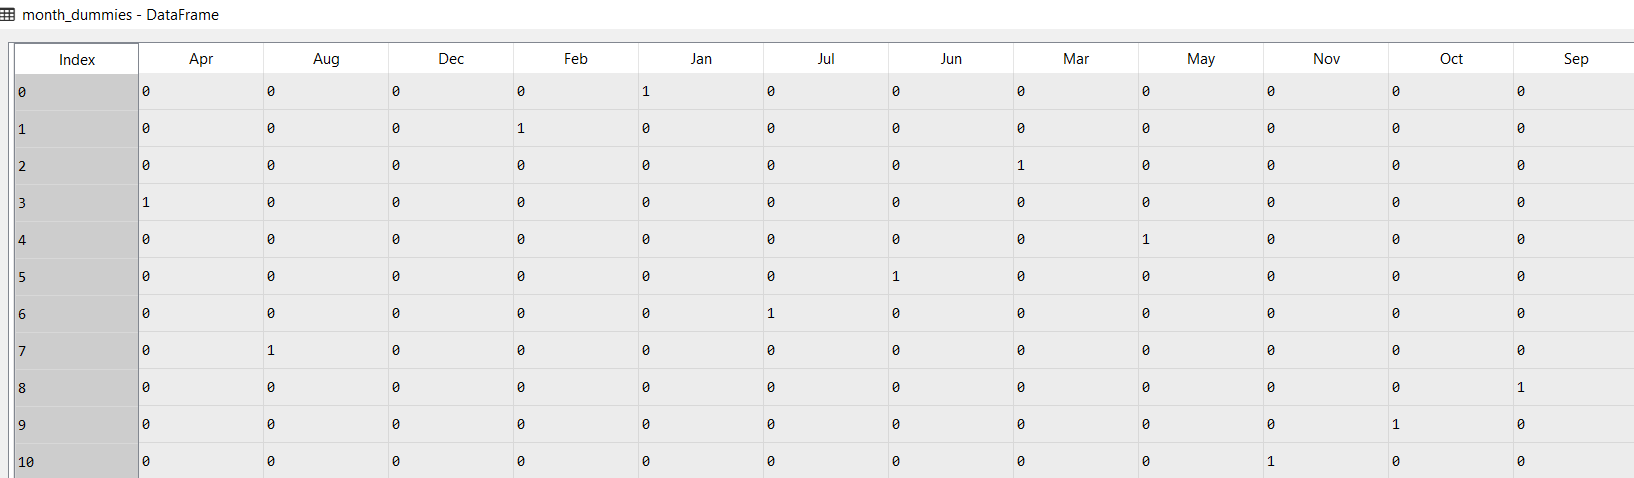 month_dummies - DataFrame
Index Apr Aug Dec Feb Jan Jul Jun Mar May Nov Oct Sep
0 0 0 0 0 1 0 0 0 0 0 0 0
1 0 0 0 1 0 0 0 0 0 0 0 0
2 0 0 0 0 0 0 0 1 0 0 0 0
3 1 0 0 0 0 0 0 0 0 0 0 0
4 0 0 0 0 0 0 0 0 1 0 0 0
5 0 0 0 0 0 0 1 0 0 0 0 0
6 0 0 0 0 0 1 0 0 0 0 0 0
7 0 1 0 0 0 0 0 0 0 0 0 0
8 0 0 0 0 0 0 0 0 0 0 0 1
9 0 0 0 0 0 0 0 0 0 0 1 0
10 0 0 0 0 0 0 0 0 0 1 0 0